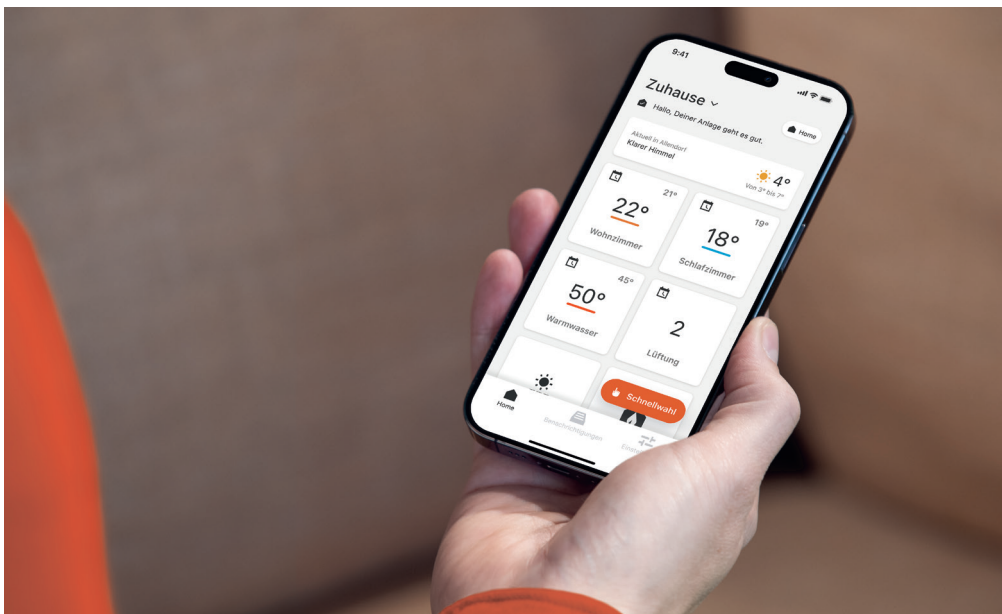 9:41
Zuhause
Hallo, Deiner Anlage geht es gut.
Home
Aktuell in Allendorf
Klarer Himmel
4°
Von 3° bis 7°
21°
22°
Wohnzimmer
19°
18°
Schlafzimmer
45°
50°
Warmwasser
2
Lüftung
Schnellwahl
Home
Benachrichtigungen